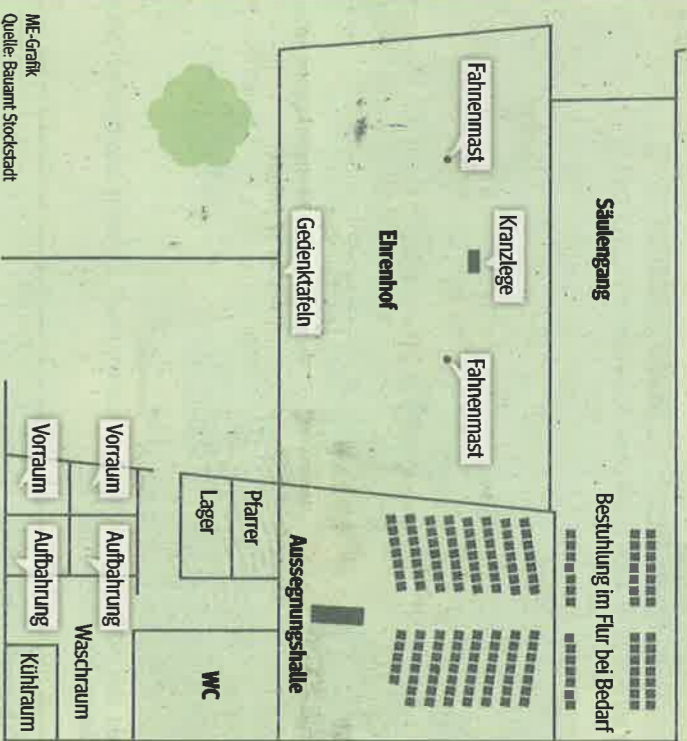 Säulengang
Bestuhlung im Flur bei Bedarf
Kranzlege
Fahnenmast
Fahnenmast
Ehrenhof
Gedenktafeln
Aussegnungshalle
Pfarrer
Lager
WC
Vorraum
Aufbahrung
Waschraum
Vorraum
Aufbahrung
Kühlraum
ME-Grafik
Quelle: Bauamt Stockstadt